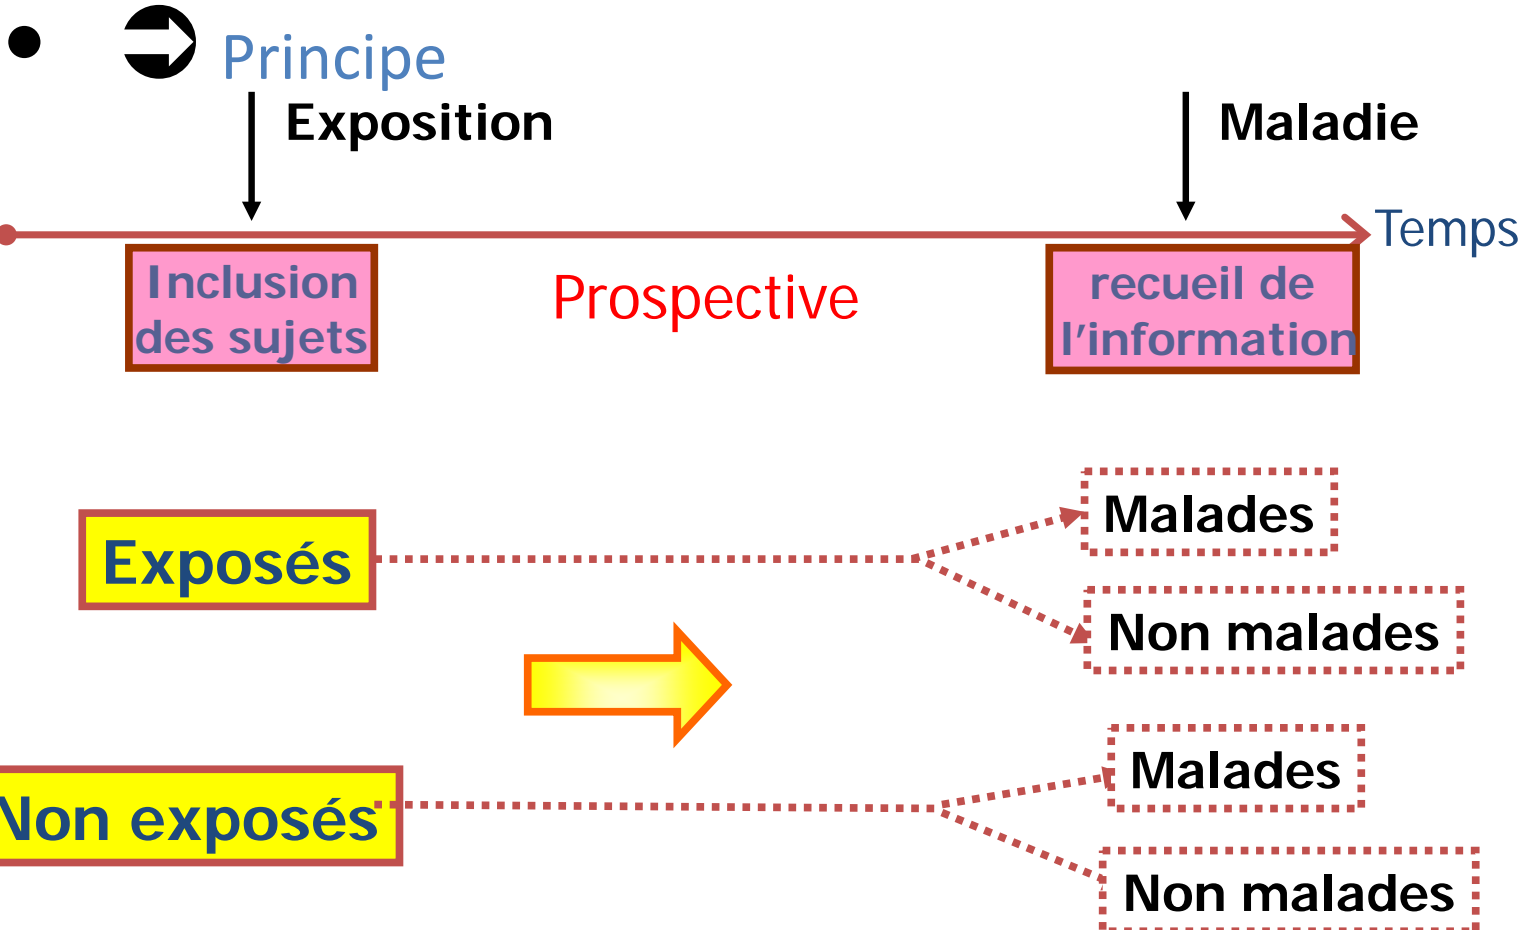 Principe
Exposition
Maladie
Temps
Inclusion
des sujets
Prospective
recueil de
l’information
Malades
Exposés
Non malades
Malades
Non exposés
Non malades